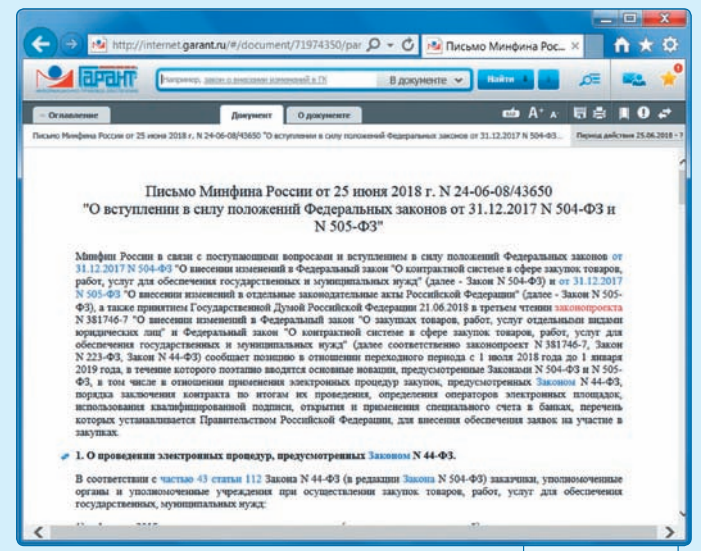 http://internet.garant.ru/#/document/71974350/par
Письмо Минфина Рос...
ГАРАНТ
Например, закон о внесении изменений в ГК
В документе
Найти
Оглавление
Документ
О документе
Письмо Минфина России от 25 июня 2018 г. N 24-06-08/43650 "О вступлении в силу положений Федеральных законов от 31.12.2017 N 504-ФЗ...
Период действия 25.06.2018 - ?
Письмо Минфина России от 25 июня 2018 г. N 24-06-08/43650
"О вступлении в силу положений Федеральных законов от 31.12.2017 N 504-ФЗ и
N 505-ФЗ"
Минфин России в связи с поступающими вопросами и вступлением в силу положений Федеральных законов от
31.12.2017 N 504-ФЗ "О внесении изменений в Федеральный закон "О контрактной системе в сфере закупок товаров,
работ, услуг для обеспечения государственных и муниципальных нужд" (далее - Закон N 504-ФЗ) и от 31.12.2017
N 505-ФЗ "О внесении изменений в отдельные законодательные акты Российской Федерации" (далее - Закон N 505-
ФЗ), а также принятием Государственной Думой Российской Федерации 21.06.2018 в третьем чтении законопроекта
N 381746-7 "О внесении изменений в Федеральный закон "О закупках товаров, работ, услуг отдельными видами
юридических лиц" и Федеральный закон "О контрактной системе в сфере закупок товаров, работ, услуг для
обеспечения государственных и муниципальных нужд" (далее соответственно законопроект N 381746-7, Закон
N 223-ФЗ, Закон N 44-ФЗ) сообщает позицию в отношении переходного периода с 1 июля 2018 года до 1 января
2019 года, в течение которого поэтапно вводятся основные новации, предусмотренные Законами N 504-ФЗ и N 505-
ФЗ, в том числе в отношении применения электронных процедур закупок, предусмотренных Законом N 44-ФЗ,
порядка заключения контракта по итогам их проведения, определения операторов электронных площадок,
использования квалифицированной подписи, открытия и применения специального счета в банках, перечень
которых устанавливается Правительством Российской Федерации, для внесения обеспечения заявок на участие в
закупках.
1. О проведении электронных процедур, предусмотренных Законом N 44-ФЗ.
В соответствии с частью 43 статьи 112 Закона N 44-ФЗ (в редакции Закона N 504-ФЗ) заказчики, уполномоченные
органы и уполномоченные учреждения при осуществлении закупок товаров, работ, услуг для обеспечения
государственных, муниципальных нужд: